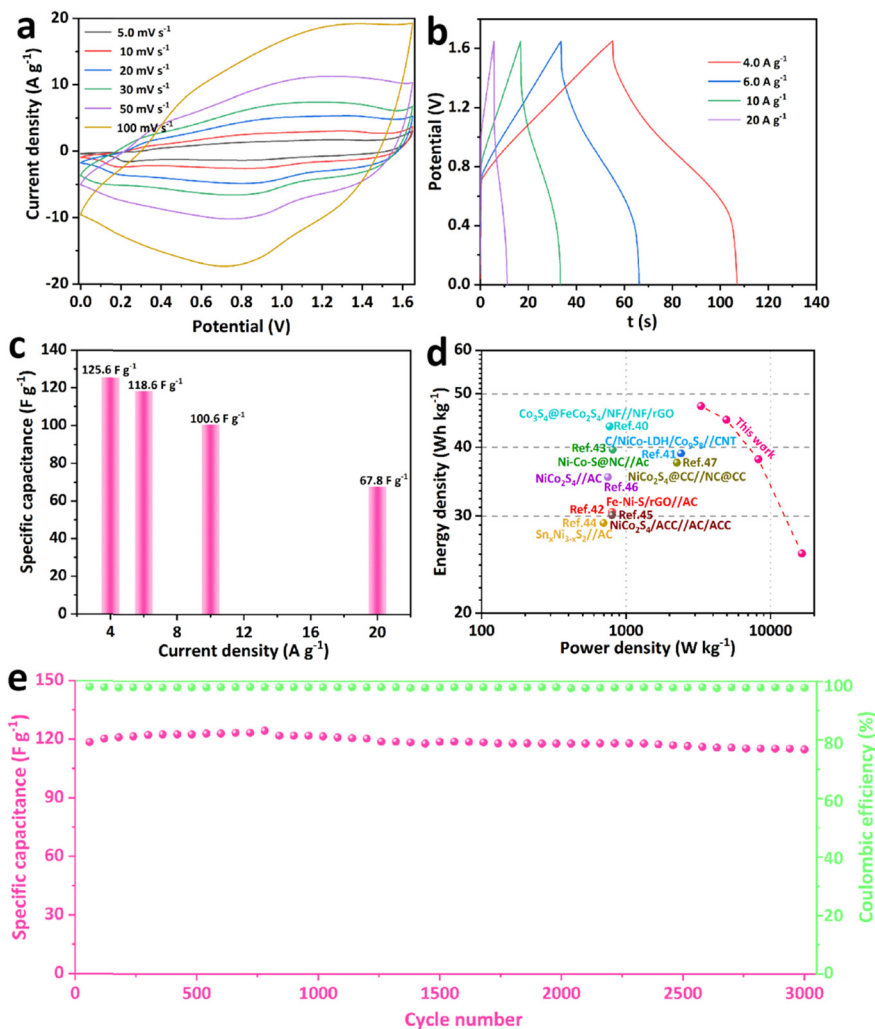 a
Current density (A g⁻¹)
20
10
0
-10
-20
5.0 mV s⁻¹
10 mV s⁻¹
20 mV s⁻¹
30 mV s⁻¹
50 mV s⁻¹
100 mV s⁻¹
0.0 0.2 0.4 0.6 0.8 1.0 1.2 1.4 1.6
Potential (V)
b
Potential (V)
1.6
1.2
0.8
0.4
0.0
4.0 A g⁻¹
6.0 A g⁻¹
10 A g⁻¹
20 A g⁻¹
0 20 40 60 80 100 120 140
t (s)
c
Specific capacitance (F g⁻¹)
140
120
100
80
60
40
20
0
125.6 F g⁻¹
118.6 F g⁻¹
100.6 F g⁻¹
67.8 F g⁻¹
4 8 12 16 20
Current density (A g⁻¹)
d
Energy density (Wh kg⁻¹)
60
50
40
30
20
Co₃S₄@FeCo₂S₄/NF//NF/rGO
Ref.40
This work
C/NiCo-LDH/Co₉S₈//CNT
Ref.43
Ref.41
Ni-Co-S@NC//Ac
Ref.47
NiCo₂S₄//AC
NiCo₂S₄@CC//NC@CC
Ref.46
Fe-Ni-S/rGO//AC
Ref.42
Ref.45
Ref.44
NiCo₂S₄/ACC//AC/ACC
SnₓNi₃₋ₓS₂//AC
100 1000 10000
Power density (W kg⁻¹)
e
Specific capacitance (F g⁻¹)
150
120
90
60
30
0
100
80
60
40
20
0
Coulombic efficiency (%)
0 500 1000 1500 2000 2500 3000
Cycle number